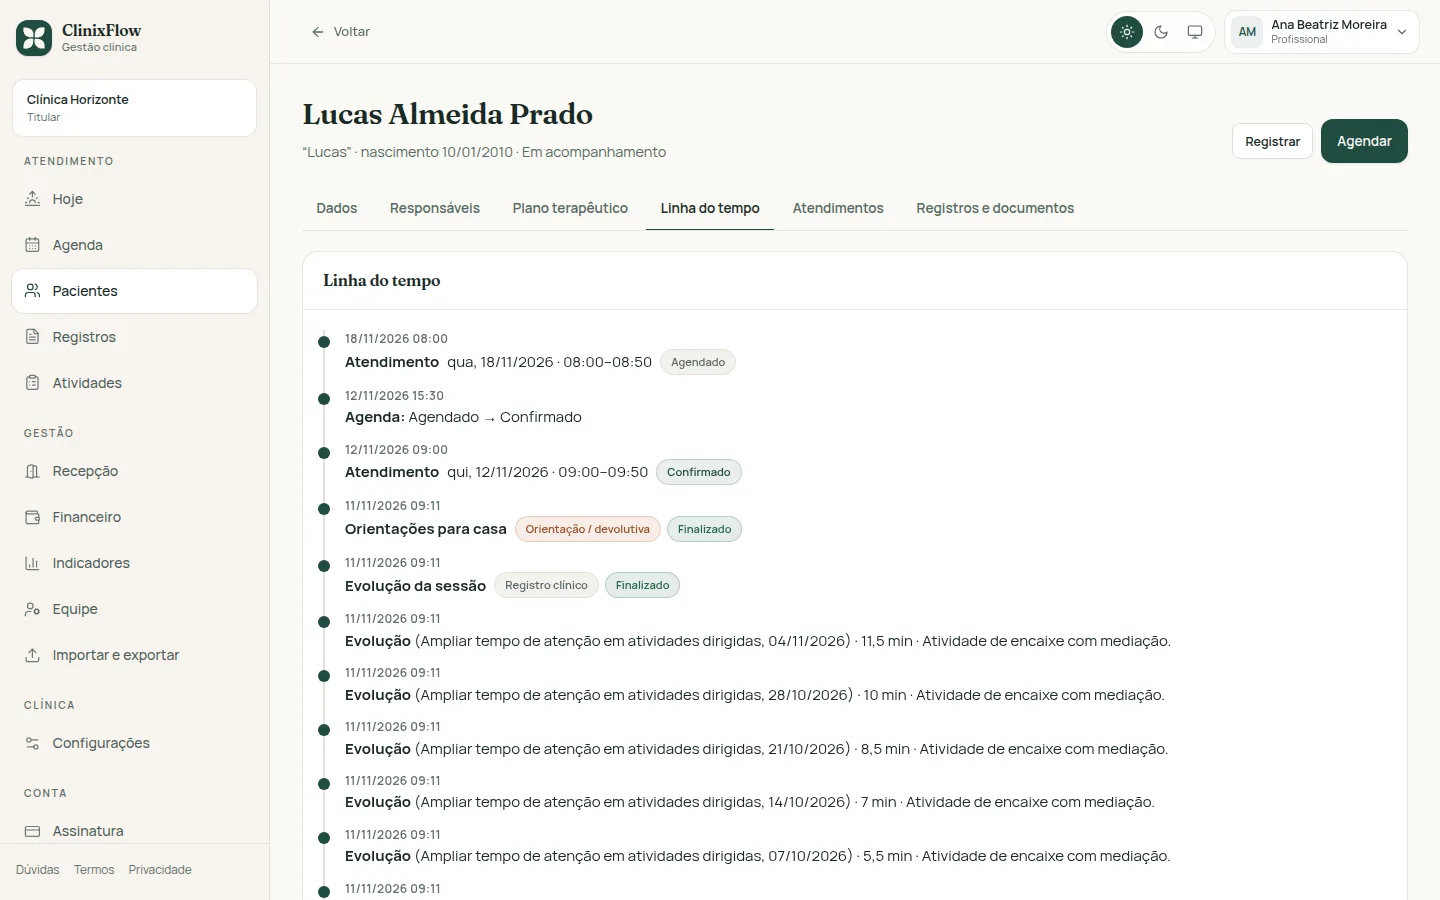 ClinixFlow
Gestão clínica
Clínica Horizonte
Titular
ATENDIMENTO
Hoje
Agenda
Pacientes
Registros
Atividades
GESTÃO
Recepção
Financeiro
Indicadores
Equipe
Importar e exportar
CLÍNICA
Configurações
CONTA
Assinatura
Dúvidas Termos Privacidade
← Voltar
AM
Ana Beatriz Moreira
Profissional
Lucas Almeida Prado
“Lucas” · nascimento 10/01/2010 · Em acompanhamento
Registrar
Agendar
Dados Responsáveis Plano terapêutico Linha do tempo Atendimentos Registros e documentos
Linha do tempo
18/11/2026 08:00
Atendimento qua, 18/11/2026 · 08:00–08:50 Agendado
12/11/2026 15:30
Agenda: Agendado → Confirmado
12/11/2026 09:00
Atendimento qui, 12/11/2026 · 09:00–09:50 Confirmado
11/11/2026 09:11
Orientações para casa Orientação / devolutiva Finalizado
11/11/2026 09:11
Evolução da sessão Registro clínico Finalizado
11/11/2026 09:11
Evolução (Ampliar tempo de atenção em atividades dirigidas, 04/11/2026) · 11,5 min · Atividade de encaixe com mediação.
11/11/2026 09:11
Evolução (Ampliar tempo de atenção em atividades dirigidas, 28/10/2026) · 10 min · Atividade de encaixe com mediação.
11/11/2026 09:11
Evolução (Ampliar tempo de atenção em atividades dirigidas, 21/10/2026) · 8,5 min · Atividade de encaixe com mediação.
11/11/2026 09:11
Evolução (Ampliar tempo de atenção em atividades dirigidas, 14/10/2026) · 7 min · Atividade de encaixe com mediação.
11/11/2026 09:11
Evolução (Ampliar tempo de atenção em atividades dirigidas, 07/10/2026) · 5,5 min · Atividade de encaixe com mediação.
11/11/2026 09:11